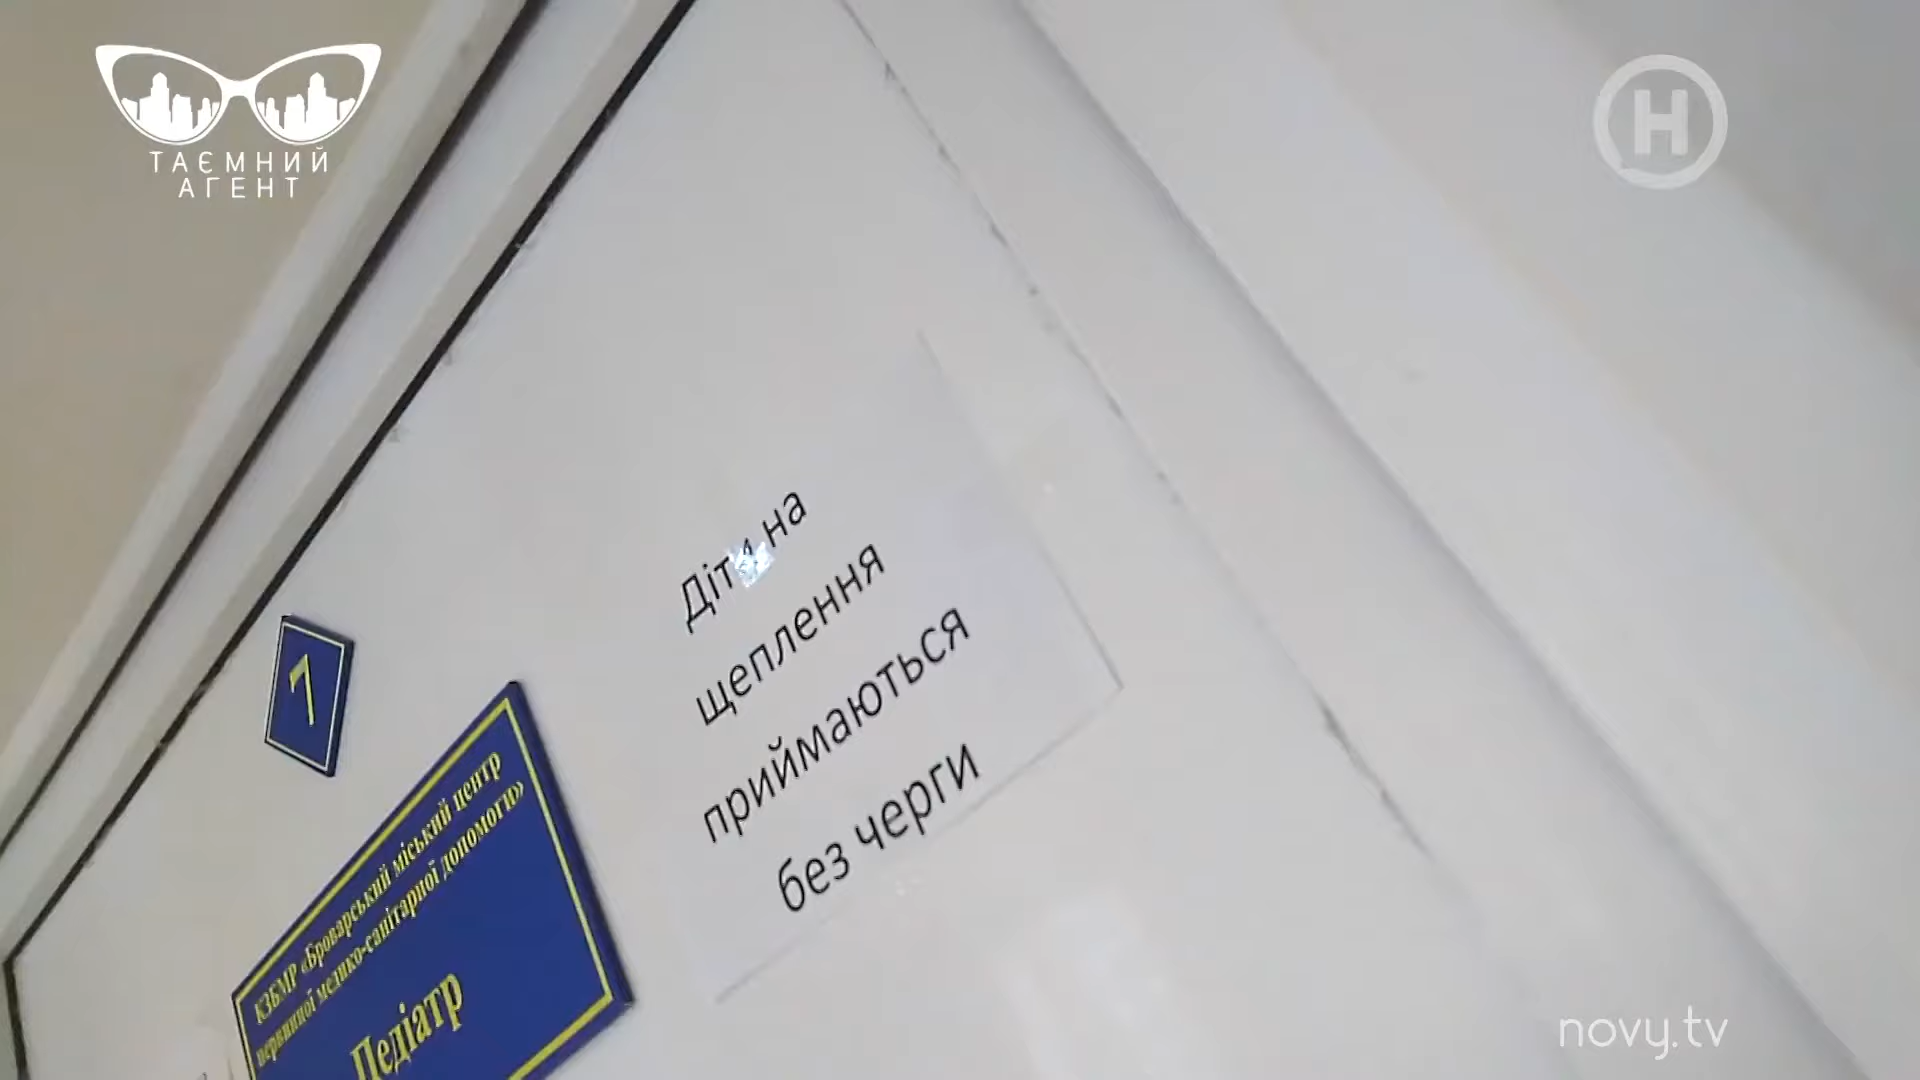 ТАЄМНИЙ
АГЕНТ
Н
Діти на
щеплення
приймаються
без черги
7
КЗБМР «Броварський міський центр
первинної медико-санітарної допомоги»
Педіатр
novy.tv